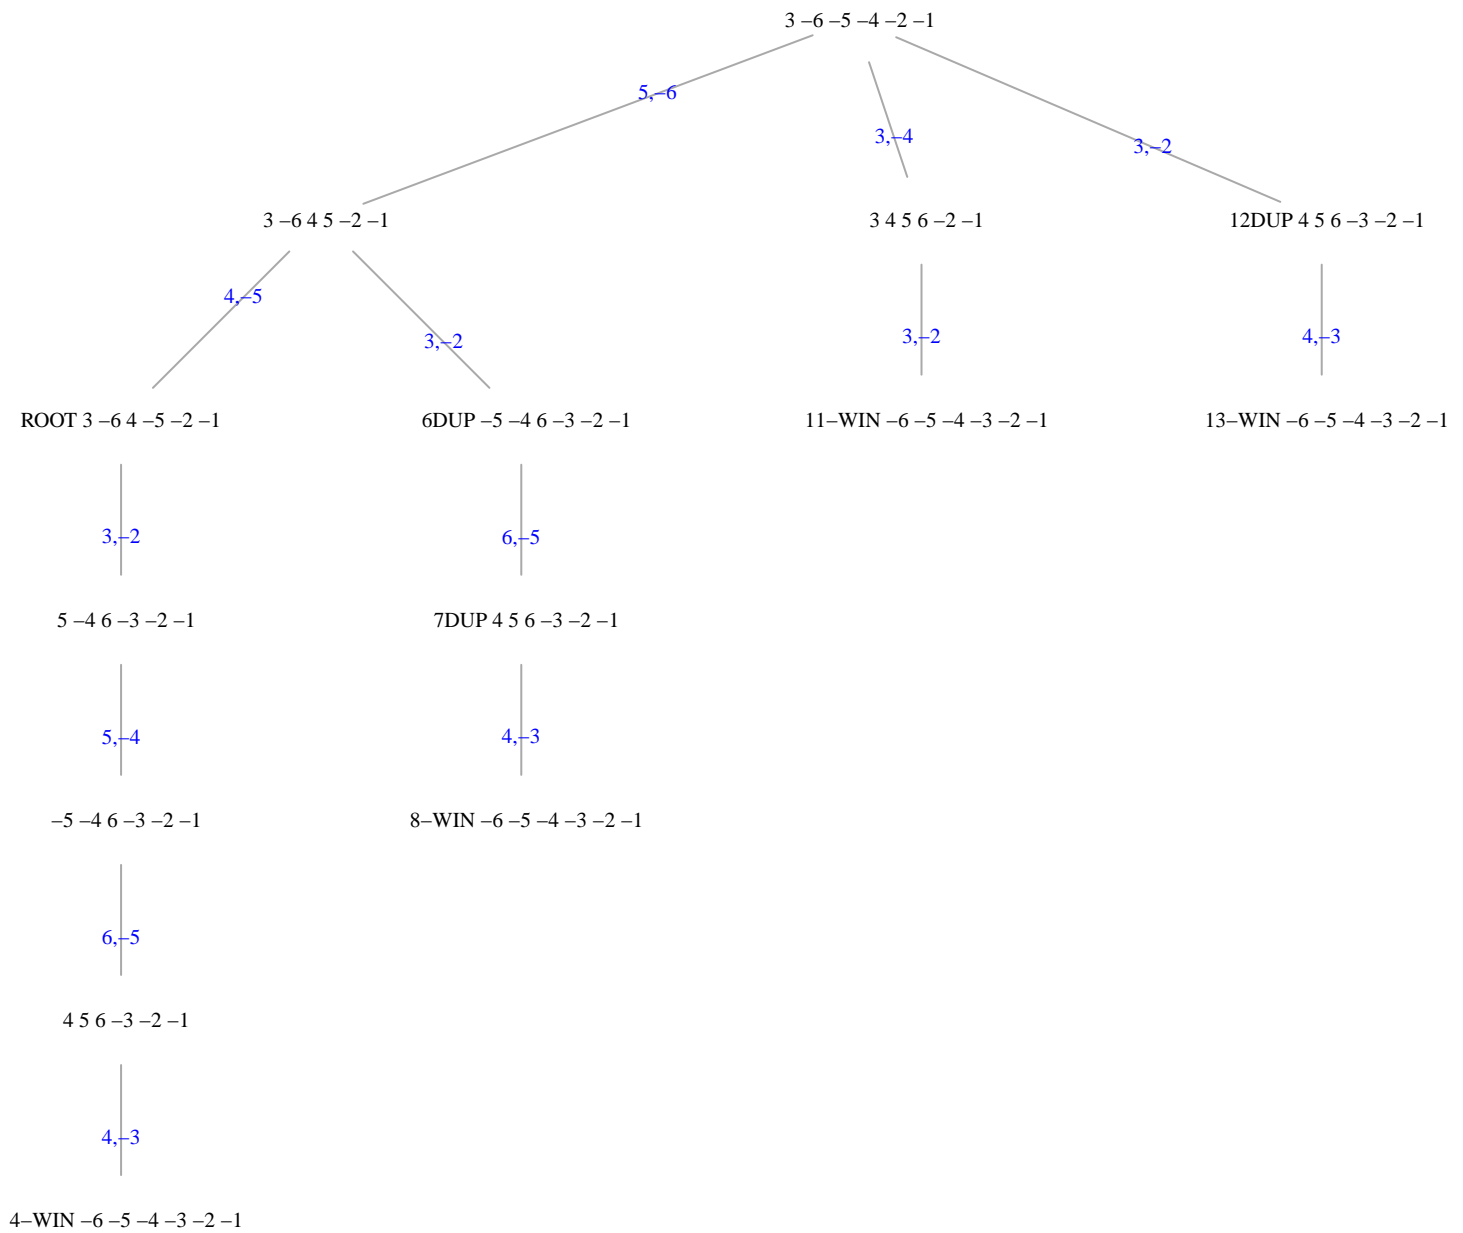 3 –6 –5 –4 –2 –1
5,–6
3,–4
3,–2
3 –6 4 5 –2 –1
3 4 5 6 –2 –1
12DUP 4 5 6 –3 –2 –1
4,–5
3,–2
3,–2
4,–3
ROOT 3 –6 4 –5 –2 –1
6DUP –5 –4 6 –3 –2 –1
11–WIN –6 –5 –4 –3 –2 –1
13–WIN –6 –5 –4 –3 –2 –1
3,–2
6,–5
5 –4 6 –3 –2 –1
7DUP 4 5 6 –3 –2 –1
5,–4
4,–3
–5 –4 6 –3 –2 –1
8–WIN –6 –5 –4 –3 –2 –1
6,–5
4 5 6 –3 –2 –1
4,–3
4–WIN –6 –5 –4 –3 –2 –1